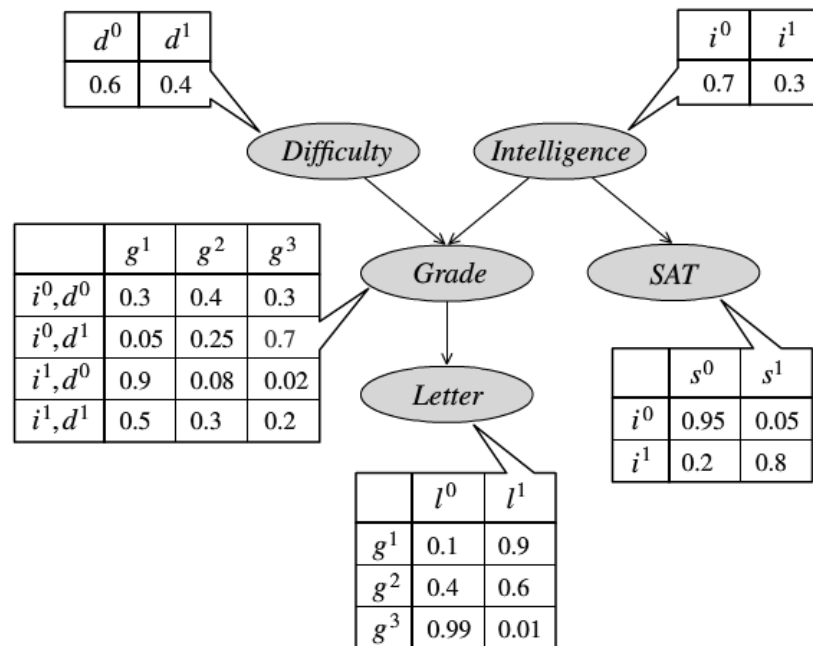 d⁰ d¹
0.6 0.4
i⁰ i¹
0.7 0.3
Difficulty
Intelligence
g¹ g² g³
i⁰,d⁰ 0.3 0.4 0.3
i⁰,d¹ 0.05 0.25 0.7
i¹,d⁰ 0.9 0.08 0.02
i¹,d¹ 0.5 0.3 0.2
Grade
SAT
Letter
s⁰ s¹
i⁰ 0.95 0.05
i¹ 0.2 0.8
l⁰ l¹
g¹ 0.1 0.9
g² 0.4 0.6
g³ 0.99 0.01